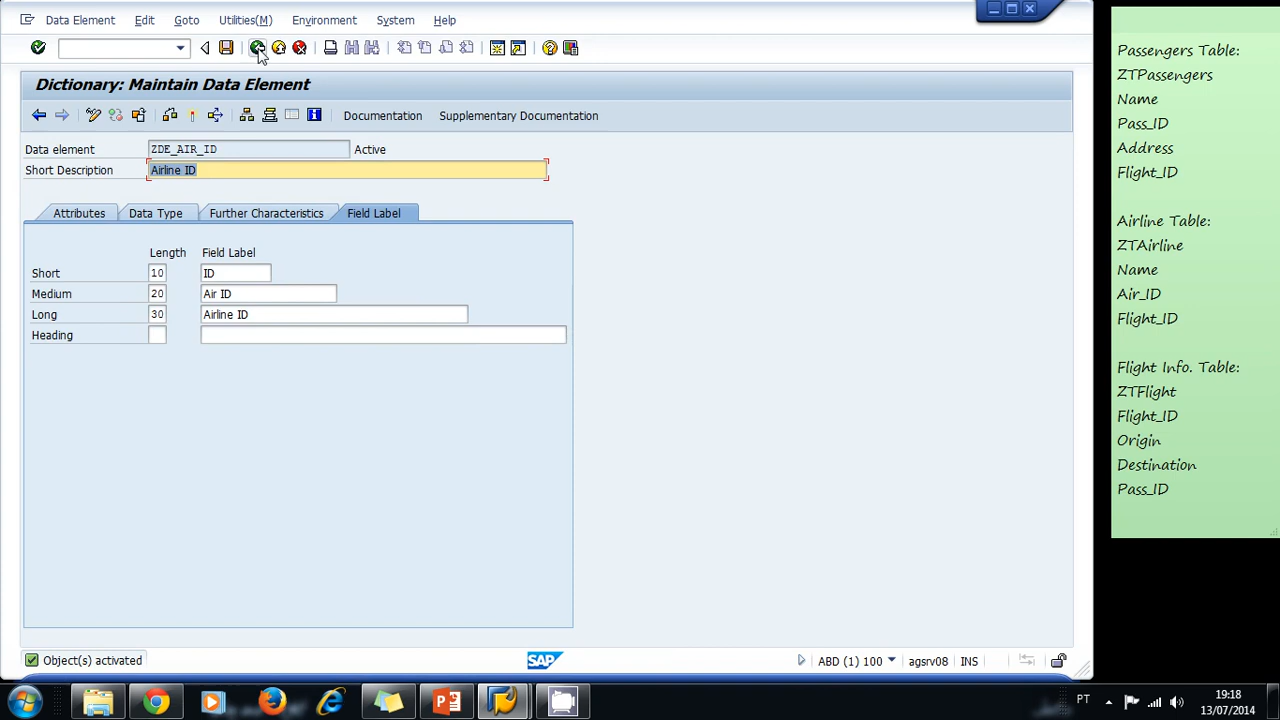 Data Element Edit Goto Utilities(M) Environment System Help
Dictionary: Maintain Data Element
Documentation Supplementary Documentation
Data element ZDE_AIR_ID Active
Short Description Airline ID
Attributes Data Type Further Characteristics Field Label
Length Field Label
Short 10 ID
Medium 20 Air ID
Long 30 Airline ID
Heading
Object(s) activated
SAP
ABD (1) 100 agsrv08 INS
PT 19:18
13/07/2014
Passengers Table:
ZTPassengers
Name
Pass_ID
Address
Flight_ID
Airline Table:
ZTAirline
Name
Air_ID
Flight_ID
Flight Info. Table:
ZTFlight
Flight_ID
Origin
Destination
Pass_ID